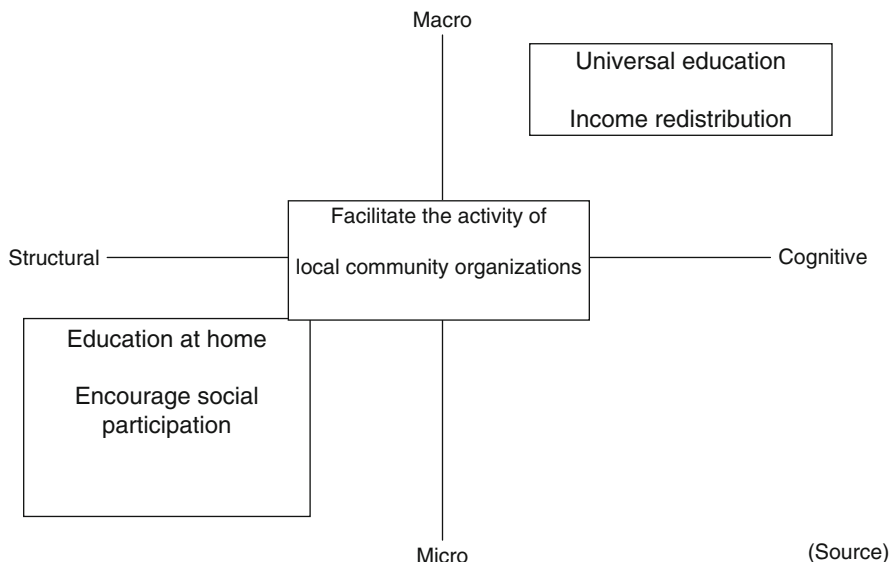 Macro
Universal education
Income redistribution
Facilitate the activity of
local community organizations
Structural
Cognitive
Education at home
Encourage social
participation
Micro
(Source)